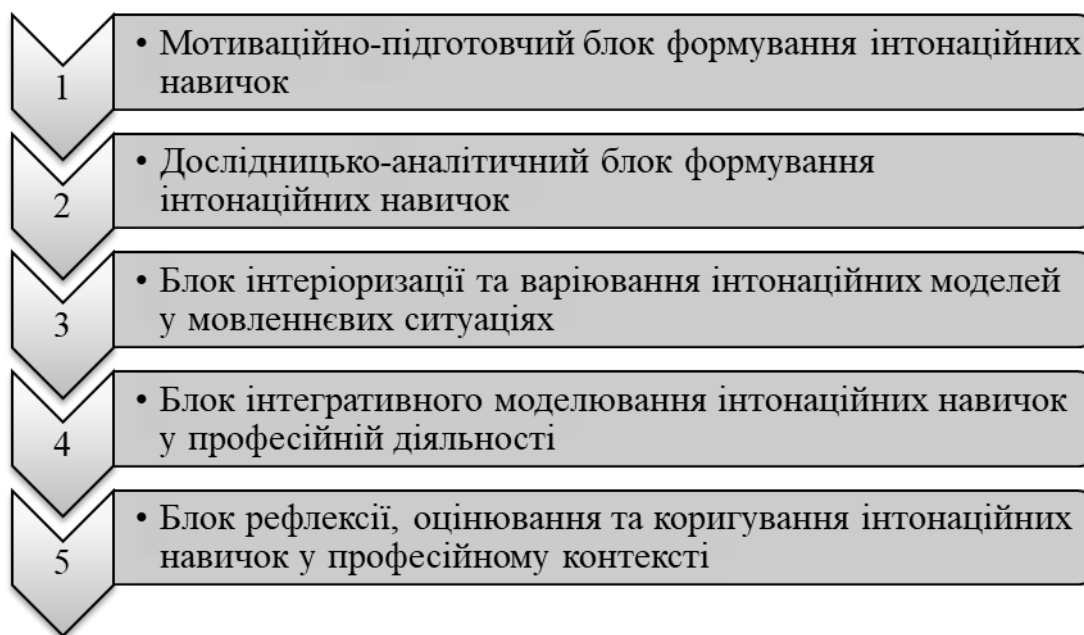 1
• Мотиваційно-підготовчий блок формування інтонаційних
навичок
2
• Дослідницько-аналітичний блок формування
інтонаційних навичок
3
• Блок інтеріоризації та варіювання інтонаційних моделей
у мовленнєвих ситуаціях
4
• Блок інтегративного моделювання інтонаційних навичок
у професійній діяльності
5
• Блок рефлексії, оцінювання та коригування інтонаційних
навичок у професійному контексті